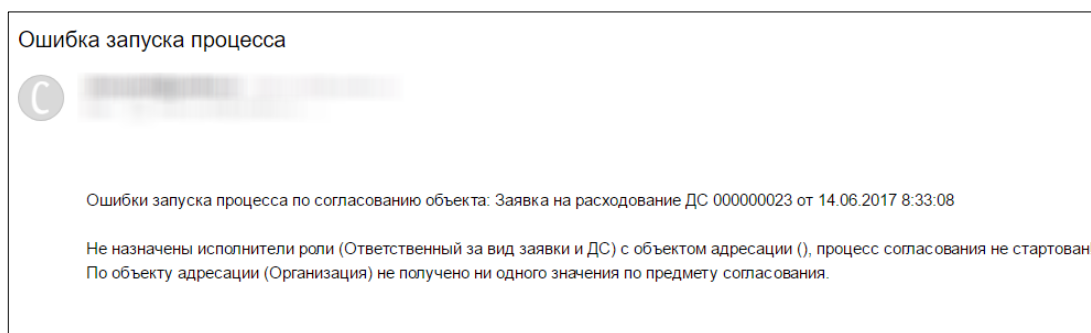 Ошибка запуска процесса
С
Ошибки запуска процесса по согласованию объекта: Заявка на расходование ДС 000000023 от 14.06.2017 8:33:08
Не назначены исполнители роли (Ответственный за вид заявки и ДС) с объектом адресации (), процесс согласования не стартован
По объекту адресации (Организация) не получено ни одного значения по предмету согласования.